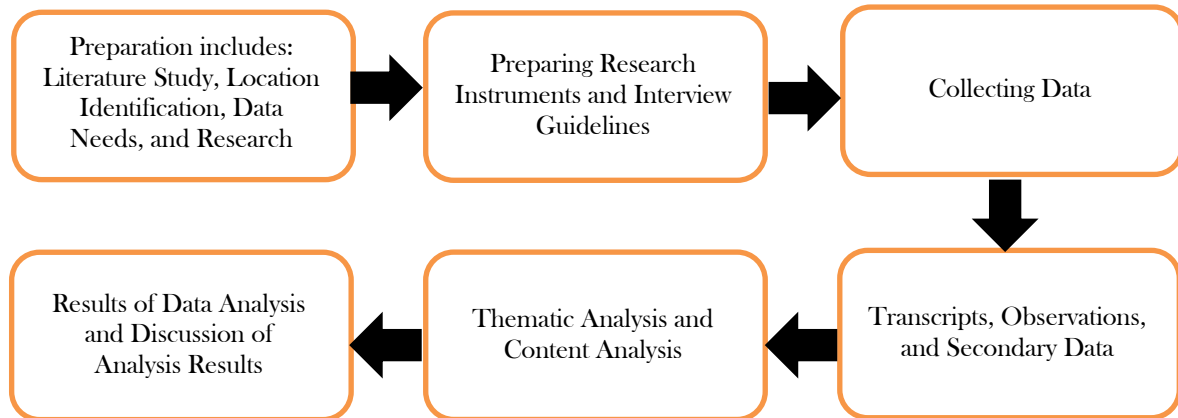 Preparation includes:
Literature Study, Location
Identification, Data
Needs, and Research
Preparing Research
Instruments and Interview
Guidelines
Collecting Data
Transcripts, Observations,
and Secondary Data
Thematic Analysis and
Content Analysis
Results of Data Analysis
and Discussion of
Analysis Results